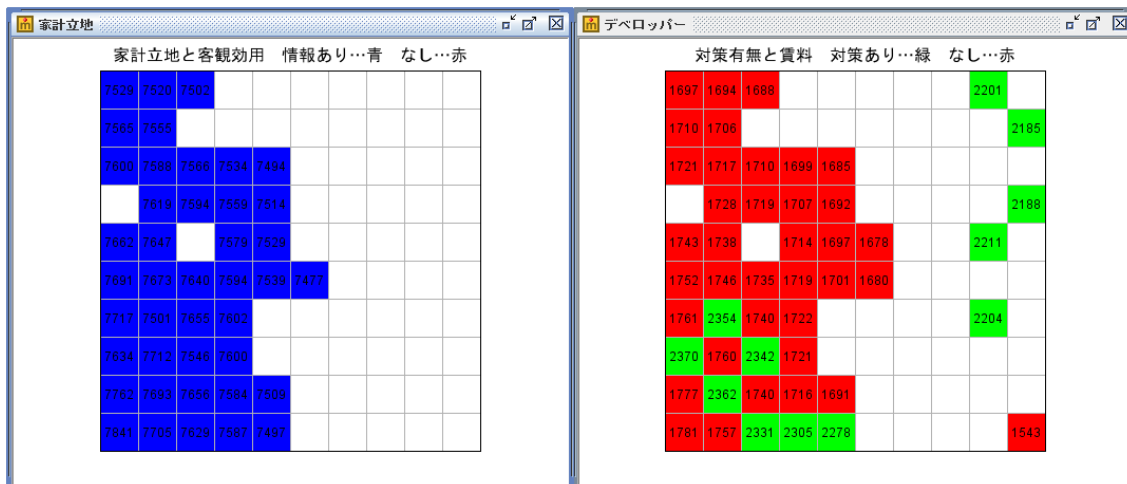 家計立地
家計立地と客観効用　情報あり…青　なし…赤
7529 7520 7502
7565 7555
7600 7588 7566 7534 7494
7619 7594 7559 7514
7662 7647 7579 7529
7691 7673 7640 7594 7539 7477
7717 7501 7655 7602
7634 7712 7546 7600
7762 7693 7656 7584 7509
7841 7705 7629 7587 7497
デベロッパー
対策有無と賃料　対策あり…緑　なし…赤
1697 1694 1688 2201
1710 1706 2185
1721 1717 1710 1699 1685
1728 1719 1707 1692 2188
1743 1738 1714 1697 1678 2211
1752 1746 1735 1719 1701 1680
1761 2354 1740 1722 2204
2370 1760 2342 1721
1777 2362 1740 1716 1691
1781 1757 2331 2305 2278 1543